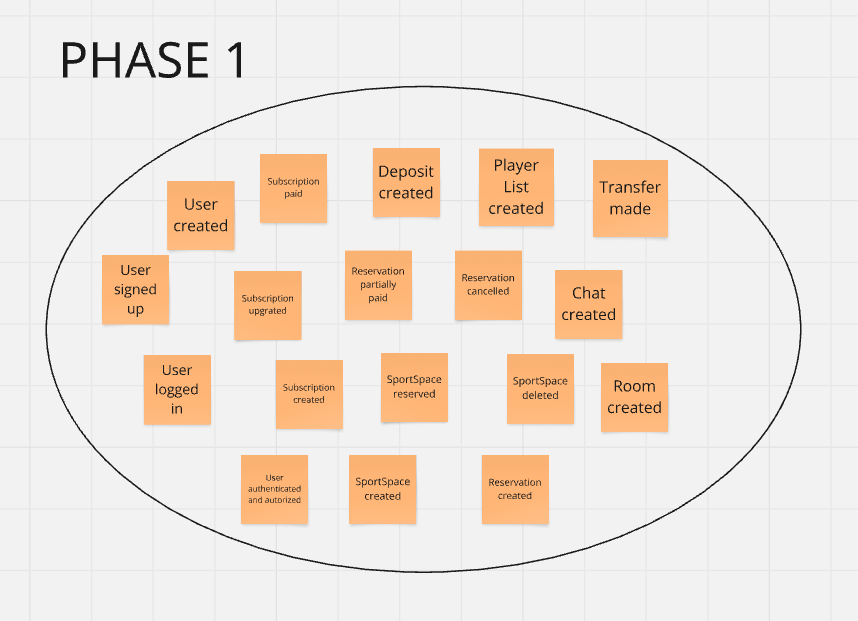 PHASE 1
Subscription
paid
Deposit
created
Player
List
created
Transfer
made
User
created
User
signed
up
Subscription
upgrated
Reservation
partially
paid
Reservation
cancelled
Chat
created
User
logged
in
Subscription
created
SportSpace
reserved
SportSpace
deleted
Room
created
User
authenticated
and autorized
SportSpace
created
Reservation
created